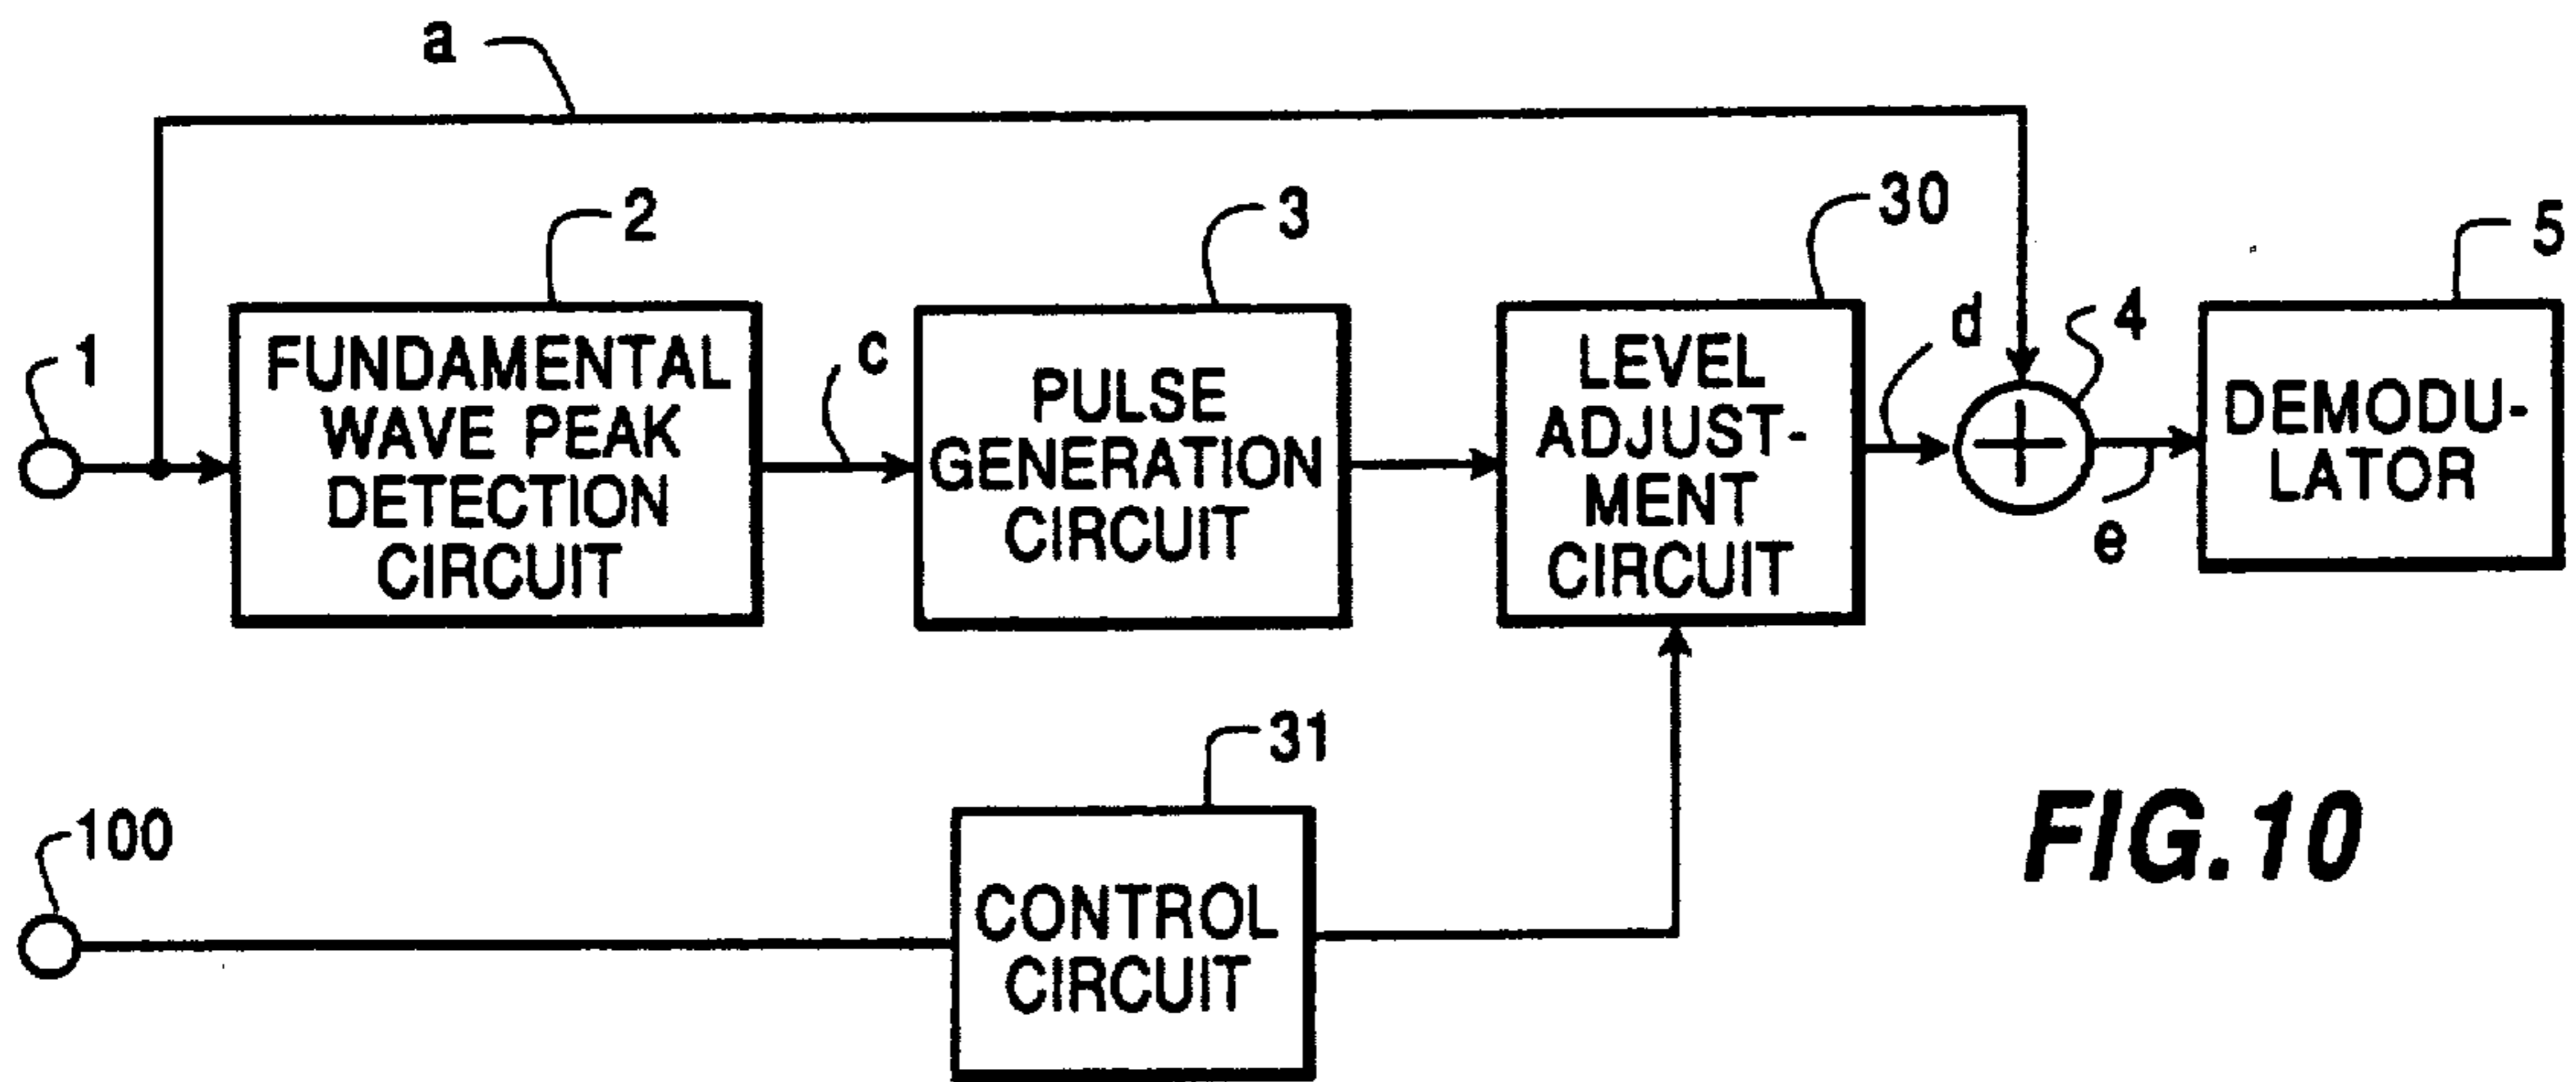 a
1
2
FUNDAMENTAL
WAVE PEAK
DETECTION
CIRCUIT
c
3
PULSE
GENERATION
CIRCUIT
30
LEVEL
ADJUST-
MENT
CIRCUIT
d
4
e
5
DEMODU-
LATOR
100
31
CONTROL
CIRCUIT
FIG.10